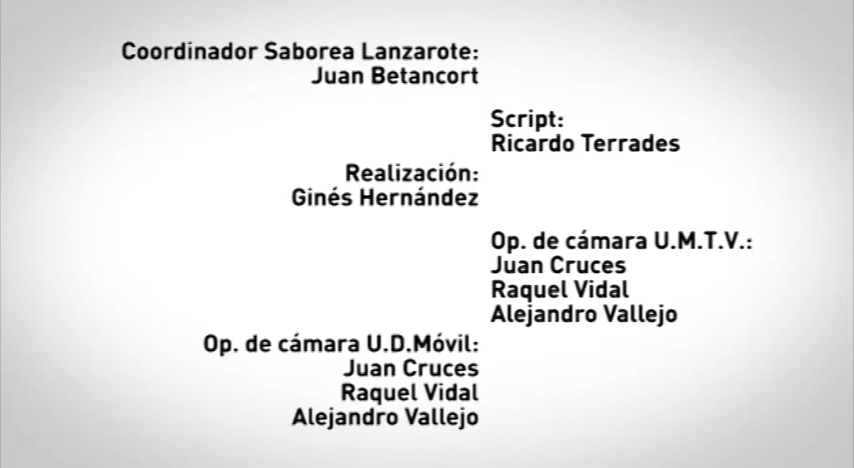 Coordinador Saborea Lanzarote:
Juan Betancort
Script:
Ricardo Terrades
Realización:
Ginés Hernández
Op. de cámara U.M.T.V.:
Juan Cruces
Raquel Vidal
Alejandro Vallejo
Op. de cámara U.D.Móvil:
Juan Cruces
Raquel Vidal
Alejandro Vallejo